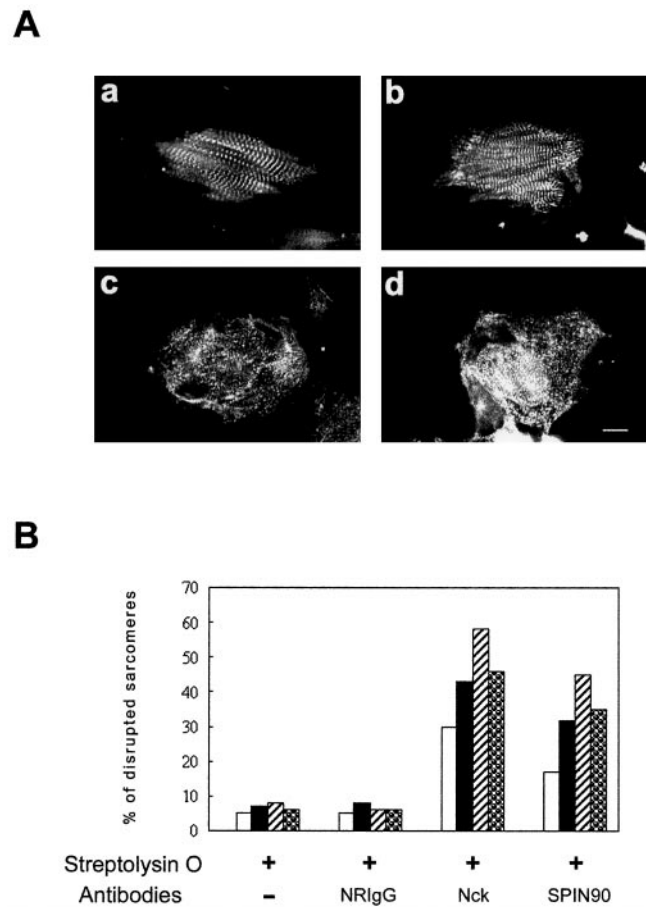 A
a
b
c
d
B
% of disrupted sarcomeres
70
60
50
40
30
20
10
0
Streptolysin O + + + +
Antibodies - NRIgG Nck SPIN90